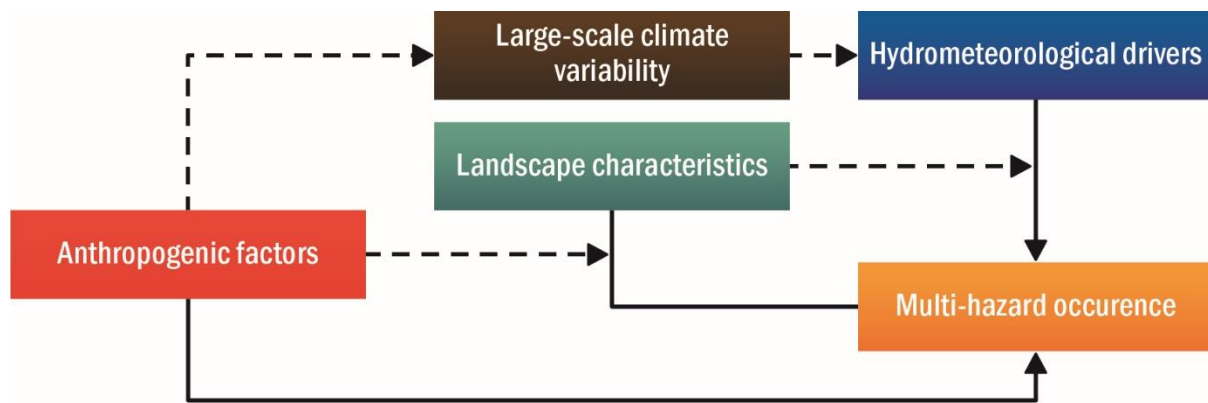 Large-scale climate
variability
Hydrometeorological drivers
Landscape characteristics
Anthropogenic factors
Multi-hazard occurence